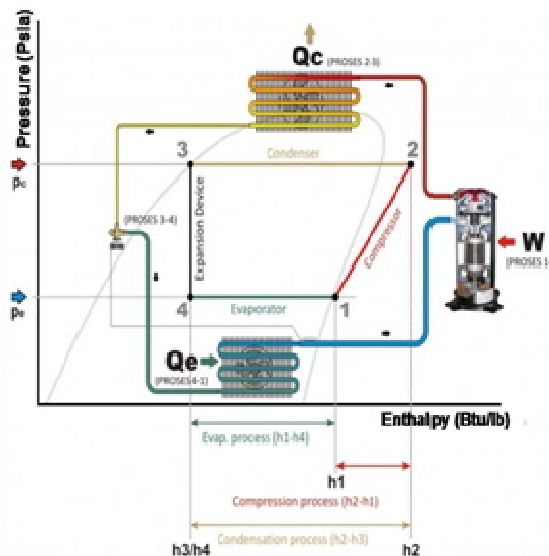 Pressure (Psia)
Qc (PROSES 2-3)
3
Condenser
2
Pc
(PROSES 3-4)
Expansion Device
Compressor
W
(PROSES 1-
Pe
4
Evaporator
1
Qe
(PROSES4-1)
Enthalpy (Btu/lb)
Evap. process (h1-h4)
h1
Compression process (h2-h1)
Condensation process (h2-h3)
h3/h4
h2